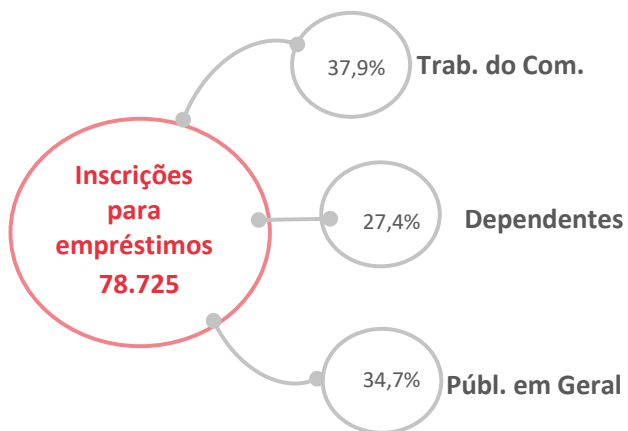 Inscrições
para
empréstimos
78.725
37,9%
Trab. do Com.
27,4%
Dependentes
34,7%
Públ. em Geral